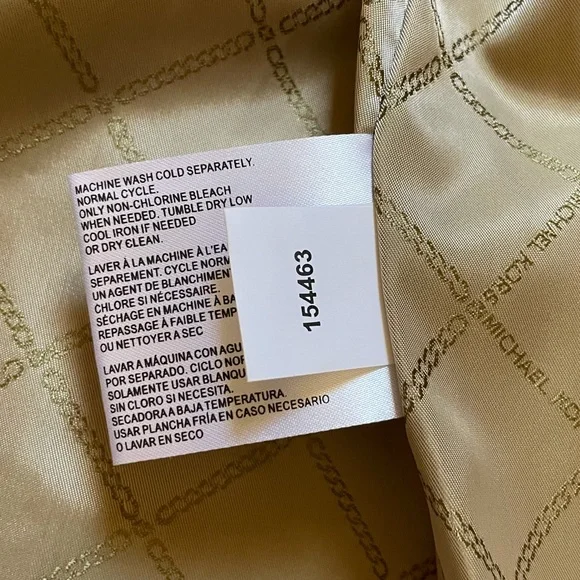 MACHINE WASH COLD SEPARATELY.
NORMAL CYCLE.
ONLY NON-CHLORINE BLEACH
WHEN NEEDED. TUMBLE DRY LOW
COOL IRON IF NEEDED
OR DRY CLEAN.
LAVER À LA MACHINE À L'EA
SEPAREMENT. CYCLE NORM
UN AGENT DE BLANCHIMENT
CHLORE SI NÉCESSAIRE.
SÉCHAGE EN MACHINE À BA
REPASSAGE À FAIBLE TEMP
OU NETTOYER A SEC
LAVAR A MÁQUINA CON AGU
POR SEPARADO. CICLO NOR
SOLAMENTE USAR BLANQU
SIN CLORO SI NECESITA.
SECADORA A BAJA TEMPERATURA.
USAR PLANCHA FRÍA EN CASO NECESARIO
O LAVAR EN SECO
154463
MICHAEL KORS
MICHAEL KO